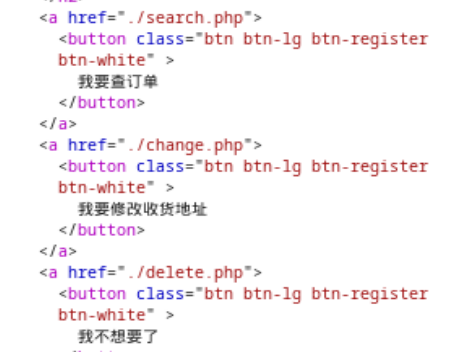 <a href="./search.php">
<button class="btn btn-lg btn-register
btn-white" >
我要查订单
</button>
</a>
<a href="./change.php">
<button class="btn btn-lg btn-register
btn-white" >
我要修改收货地址
</button>
</a>
<a href="./delete.php">
<button class="btn btn-lg btn-register
btn-white" >
我不想要了